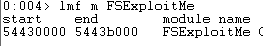 0:004> lmf m FSExploitMe
start    end        module name
54430000 5443b000   FSExploitMe C